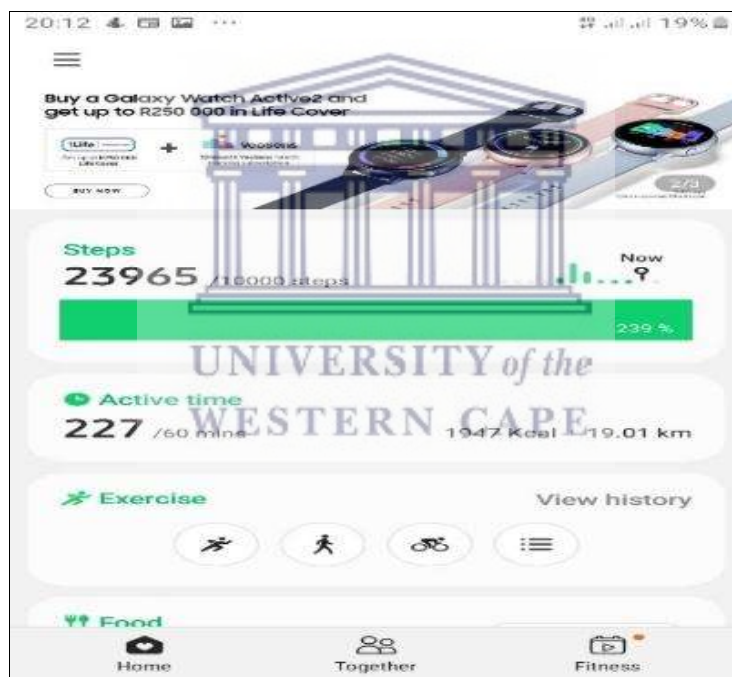 20:12 ... 19%
Buy a Galaxy Watch Active2 and
get up to R250 000 in Life Cover
1Life + 
BUY NOW
2/3
Steps
23965 /10000 steps
Now
239 %
UNIVERSITY of the
Active time
227 /60 mins 1947 Kcal 19.01 km
WESTERN CAPE
Exercise View history
Food
Home Together Fitness